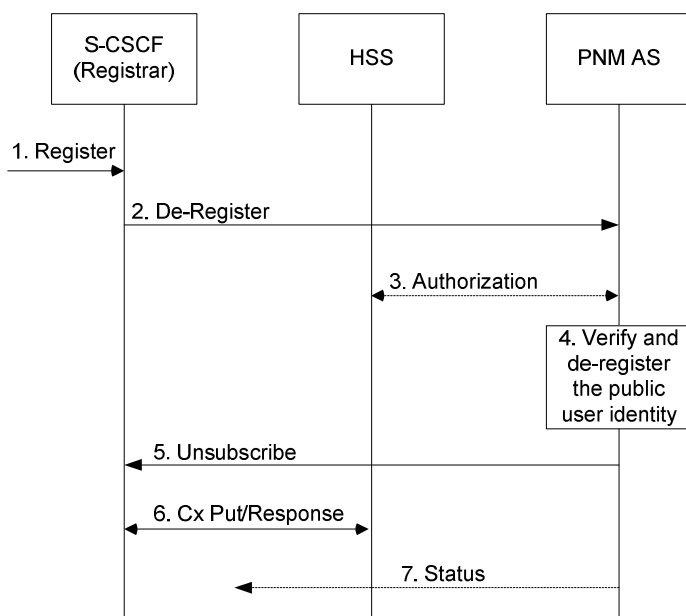 S-CSCF
(Registrar)
HSS
PNM AS
1. Register
2. De-Register
3. Authorization
4. Verify and
de-register
the public
user identity
5. Unsubscribe
6. Cx Put/Response
7. Status